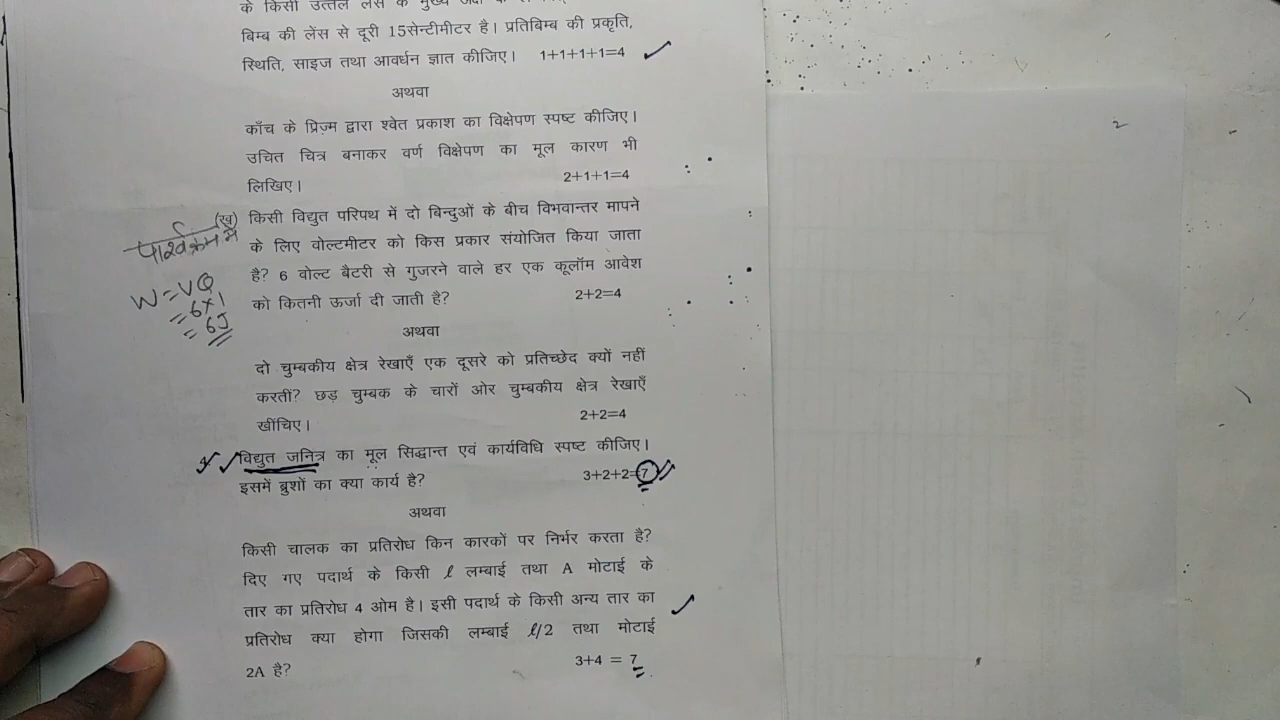 के किसी उत्तल लेंस के मुख्य
बिम्ब की लेंस से दूरी 15सेन्टीमीटर है। प्रतिबिम्ब की प्रकृति,
स्थिति, साइज तथा आवर्धन ज्ञात कीजिए। 1+1+1+1=4
अथवा
काँच के प्रिज़्म द्वारा श्वेत प्रकाश का विक्षेपण स्पष्ट कीजिए।
उचित चित्र बनाकर वर्ण विक्षेपण का मूल कारण भी
लिखिए। 2+1+1=4
(ख) किसी विद्युत परिपथ में दो बिन्दुओं के बीच विभवान्तर मापने
के लिए वोल्टमीटर को किस प्रकार संयोजित किया जाता
है? 6 वोल्ट बैटरी से गुजरने वाले हर एक कूलॉम आवेश
को कितनी ऊर्जा दी जाती है? 2+2=4
W=VQ
=6×1
=6J
अथवा
दो चुम्बकीय क्षेत्र रेखाएँ एक दूसरे को प्रतिच्छेद क्यों नहीं
करतीं? छड़ चुम्बक के चारों ओर चुम्बकीय क्षेत्र रेखाएँ
खींचिए। 2+2=4
विद्युत जनित्र का मूल सिद्धान्त एवं कार्यविधि स्पष्ट कीजिए।
इसमें ब्रुशों का क्या कार्य है? 3+2+2=7
अथवा
किसी चालक का प्रतिरोध किन कारकों पर निर्भर करता है?
दिए गए पदार्थ के किसी l लम्बाई तथा A मोटाई के
तार का प्रतिरोध 4 ओम है। इसी पदार्थ के किसी अन्य तार का
प्रतिरोध क्या होगा जिसकी लम्बाई l/2 तथा मोटाई
2A है? 3+4 = 7